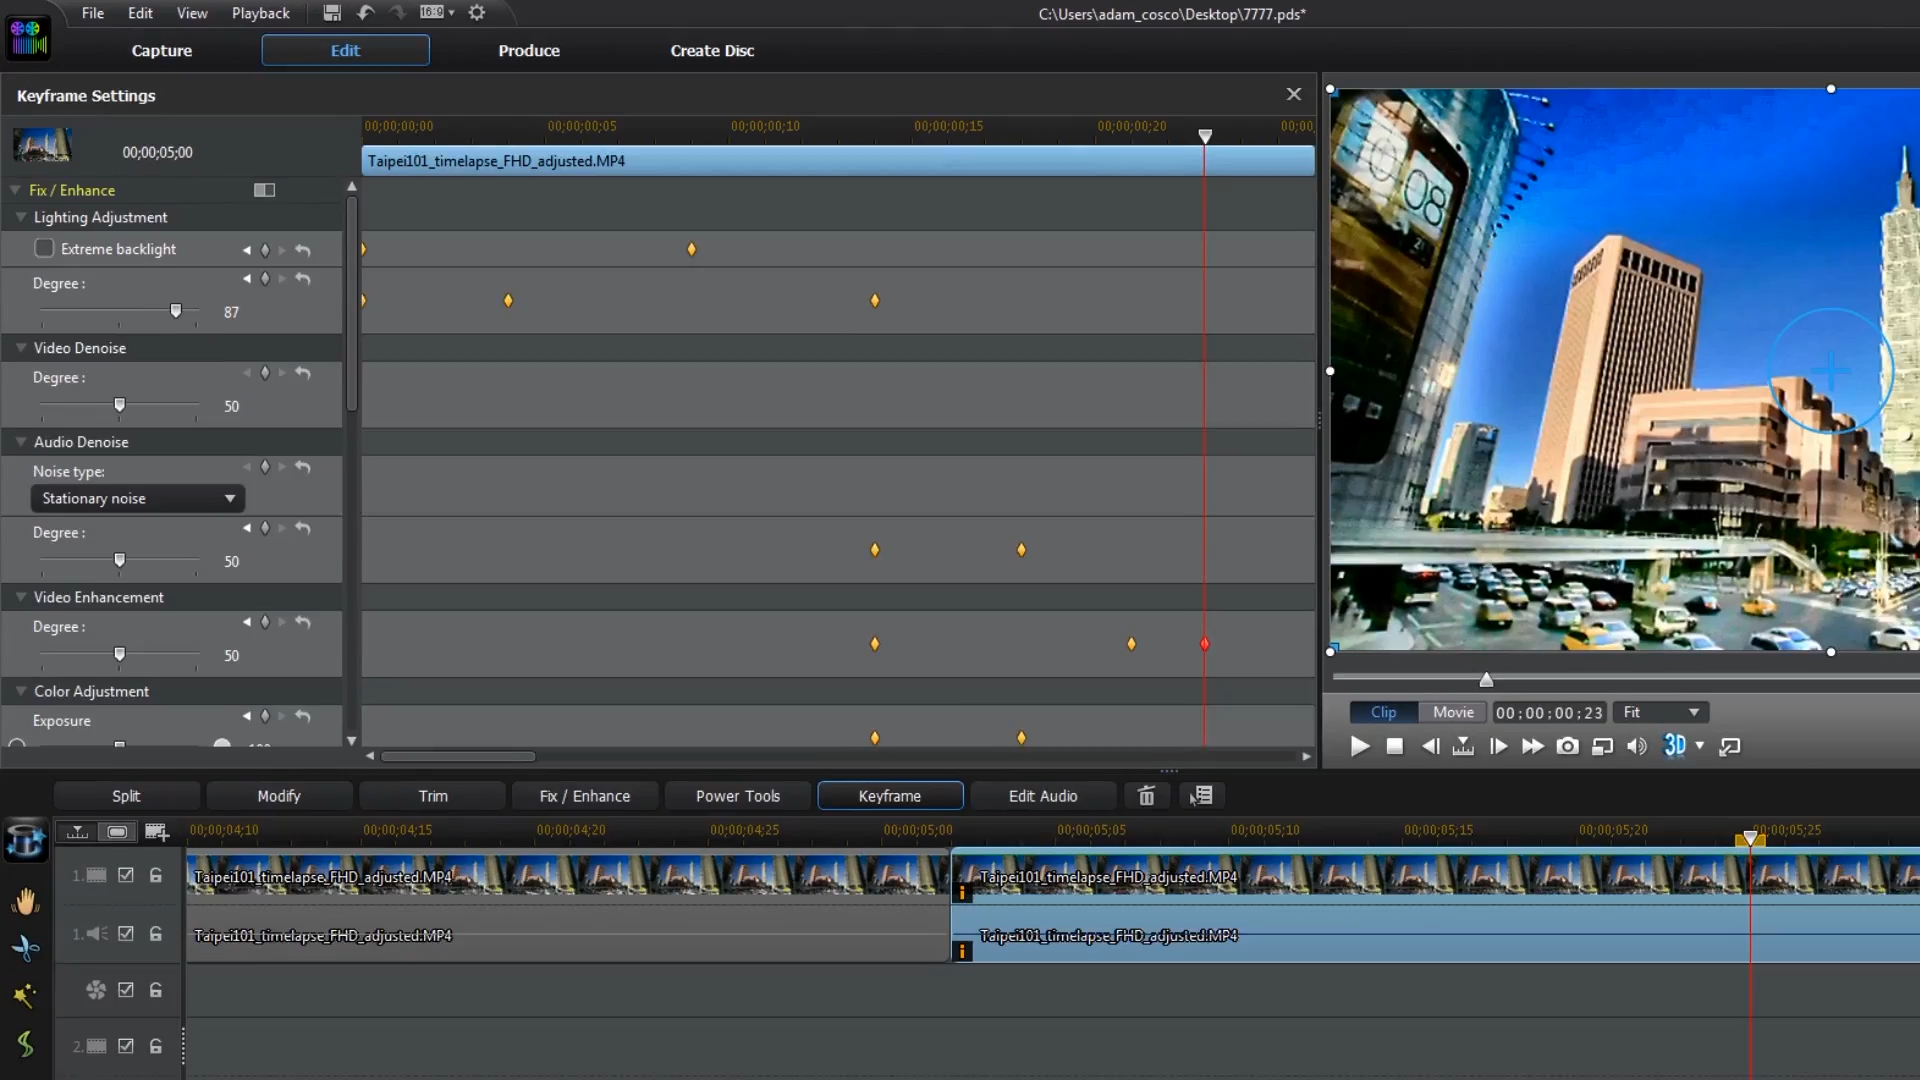 File Edit View Playback 16:9 C:\Users\adam_cosco\Desktop\7777.pds*
Capture Edit Produce Create Disc
Keyframe Settings
00;00;00;00 00;00;00;05 00;00;00;10 00;00;00;15 00;00;00;20 00;00;
00;00;05;00
Taipei101_timelapse_FHD_adjusted.MP4
Fix / Enhance
Lighting Adjustment
Extreme backlight
Degree :
87
Video Denoise
Degree :
50
Audio Denoise
Noise type:
Stationary noise
Degree :
50
Video Enhancement
Degree :
50
Color Adjustment
Exposure
08
Clip Movie 00;00;00;23 Fit
3D
Split Modify Trim Fix / Enhance Power Tools Keyframe Edit Audio
00;00;04;10 00;00;04;15 00;00;04;20 00;00;04;25 00;00;05;00 00;00;05;05 00;00;05;10 00;00;05;15 00;00;05;20 00;00;05;25
1. Taipei101_timelapse_FHD_adjusted.MP4 Taipei101_timelapse_FHD_adjusted.MP4
1. Taipei101_timelapse_FHD_adjusted.MP4 Taipei101_timelapse_FHD_adjusted.MP4
2.